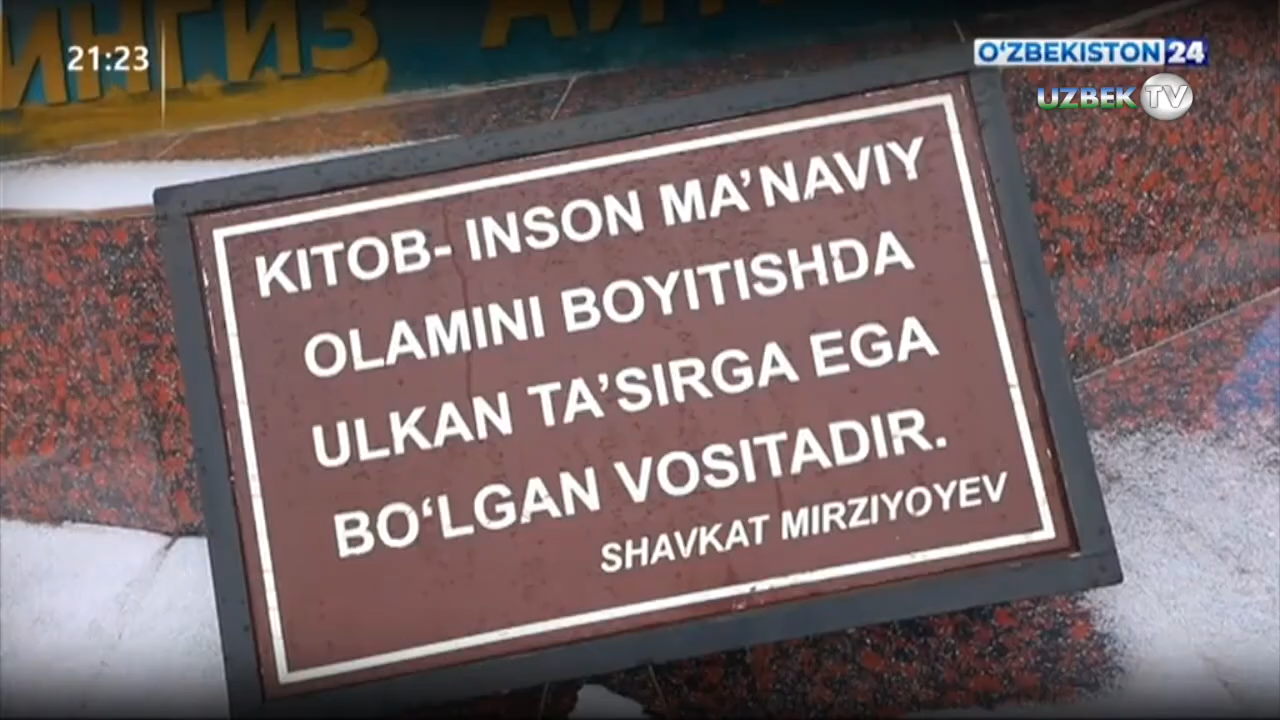 ИНГИЗ
21:23
O‘ZBEKISTON 24
UZBEK TV
KITOB- INSON MA’NAVIY
OLAMINI BOYITISHDA
ULKAN TA’SIRGA EGA
BO‘LGAN VOSITADIR.
SHAVKAT MIRZIYOYEV